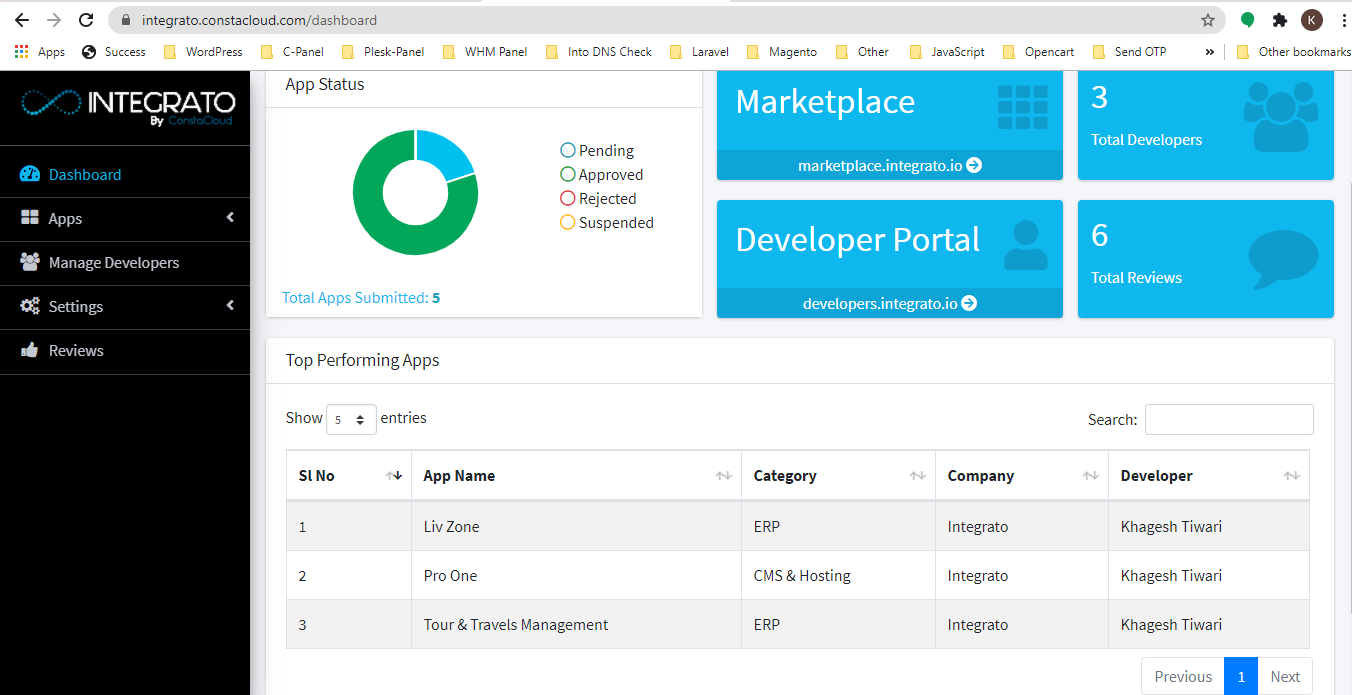 integrato.constacloud.com/dashboard
K
Apps Success WordPress C-Panel Plesk-Panel WHM Panel Into DNS Check Laravel Magento Other JavaScript Opencart Send OTP » Other bookmarks
INTEGRATO
By ConstaCloud
Dashboard
Apps
Manage Developers
Settings
Reviews
App Status
Pending
Approved
Rejected
Suspended
Total Apps Submitted: 5
Marketplace
marketplace.integrato.io
3
Total Developers
Developer Portal
developers.integrato.io
6
Total Reviews
Top Performing Apps
Show 5 entries
Search:
Sl No App Name Category Company Developer
1 Liv Zone ERP Integrato Khagesh Tiwari
2 Pro One CMS & Hosting Integrato Khagesh Tiwari
3 Tour & Travels Management ERP Integrato Khagesh Tiwari
Previous 1 Next